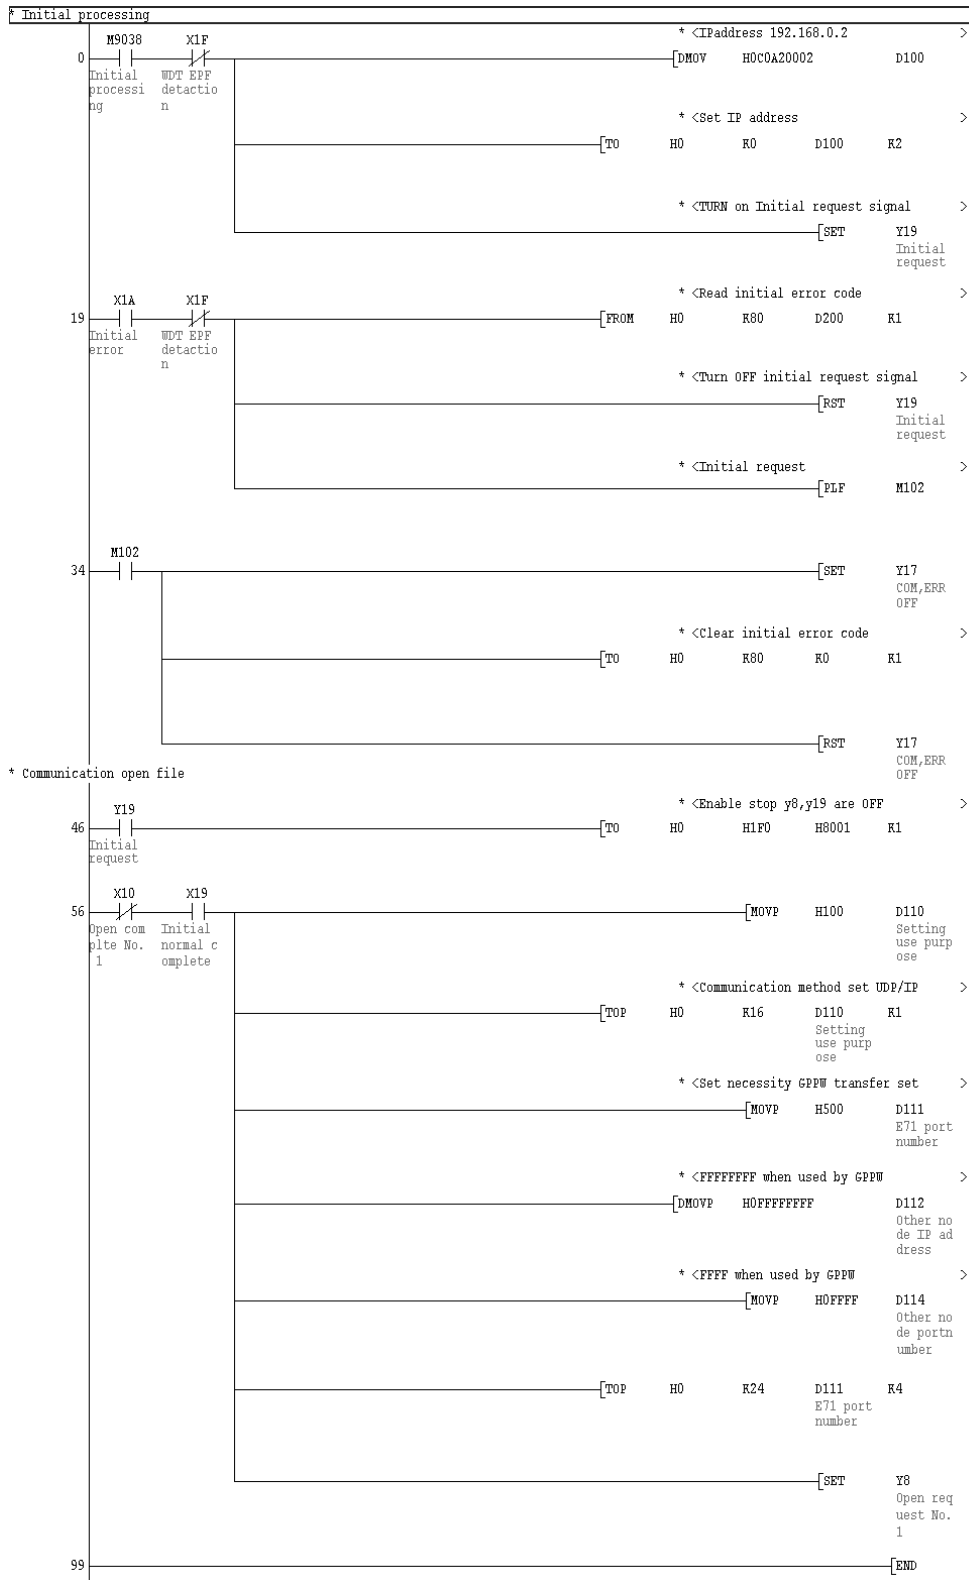 * Initial processing
* <IPaddress 192.168.0.2 >
M9038 X1F
0 [DMOV H0C0A20002 D100
Initial WDT EPF
processi detactio
ng n
* <Set IP address >
[TO H0 K0 D100 K2
* <TURN on Initial request signal >
[SET Y19
Initial
request
* <Read initial error code >
X1A X1F
19 [FROM H0 K80 D200 K1
Initial WDT EPF
error detactio
n
* <Turn OFF initial request signal >
[RST Y19
Initial
request
* <Initial request >
[PLF M102
M102
34 [SET Y17
COM,ERR
OFF
* <Clear initial error code >
[TO H0 K80 K0 K1
[RST Y17
COM,ERR
OFF
* Communication open file
* <Enable stop y8,y19 are OFF >
Y19
46 [TO H0 H1F0 H8001 K1
Initial
request
X10 X19
56 [MOVP H100 D110
Open com Initial Setting
plte No. normal c use purp
1 omplete ose
* <Communication method set UDP/IP >
[TOP H0 K16 D110 K1
Setting
use purp
ose
* <Set necessity GPPW transfer set >
[MOVP H500 D111
E71 port
number
* <FFFFFFFF when used by GPPW >
[DMOVP H0FFFFFFFF D112
Other no
de IP ad
dress
* <FFFF when used by GPPW >
[MOVP H0FFFF D114
Other no
de portn
umber
[TOP H0 K24 D111 K4
E71 port
number
[SET Y8
Open req
uest No.
1
99 [END